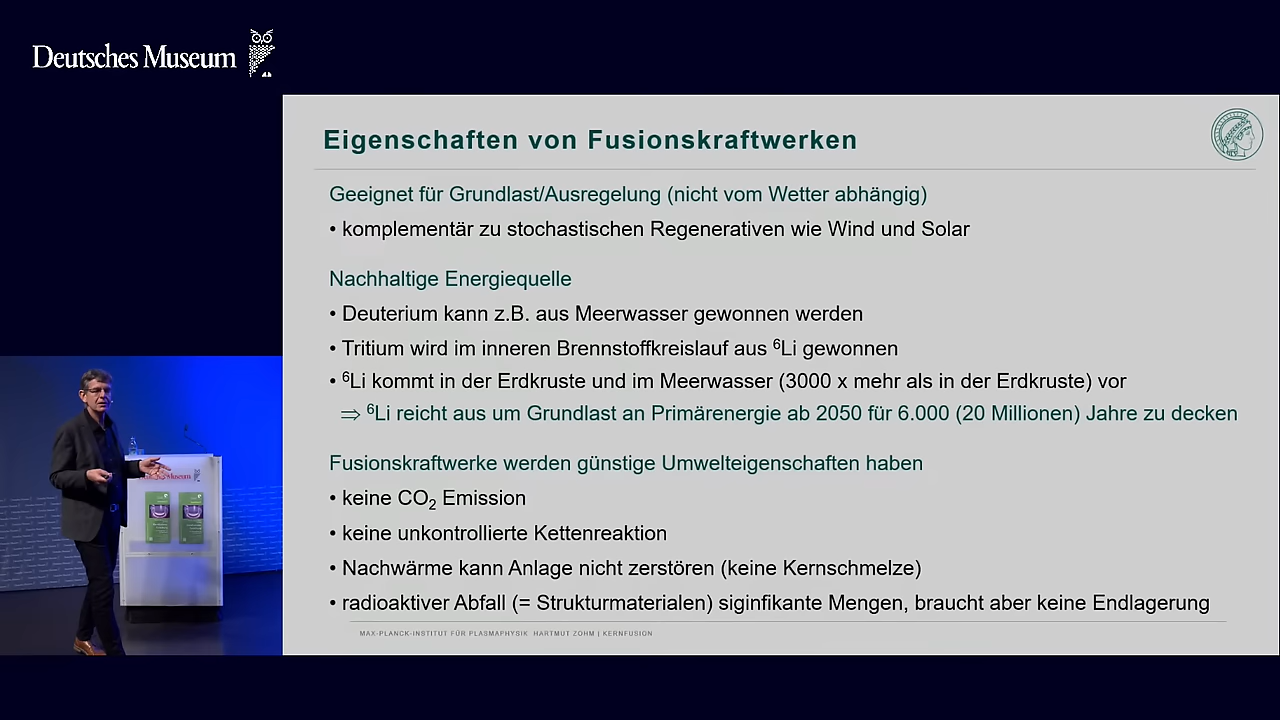 Deutsches Museum
Eigenschaften von Fusionskraftwerken
Geeignet für Grundlast/Ausregelung (nicht vom Wetter abhängig)
• komplementär zu stochastischen Regenerativen wie Wind und Solar
Nachhaltige Energiequelle
• Deuterium kann z.B. aus Meerwasser gewonnen werden
• Tritium wird im inneren Brennstoffkreislauf aus ⁶Li gewonnen
• ⁶Li kommt in der Erdkruste und im Meerwasser (3000 x mehr als in der Erdkruste) vor
⇒ ⁶Li reicht aus um Grundlast an Primärenergie ab 2050 für 6.000 (20 Millionen) Jahre zu decken
Fusionskraftwerke werden günstige Umwelteigenschaften haben
• keine CO₂ Emission
• keine unkontrollierte Kettenreaktion
• Nachwärme kann Anlage nicht zerstören (keine Kernschmelze)
• radioaktiver Abfall (= Strukturmaterialen) siginfikante Mengen, braucht aber keine Endlagerung
MAX-PLANCK-INSTITUT FÜR PLASMAPHYSIK HARTMUT ZOHM | KERNFUSION
Museum